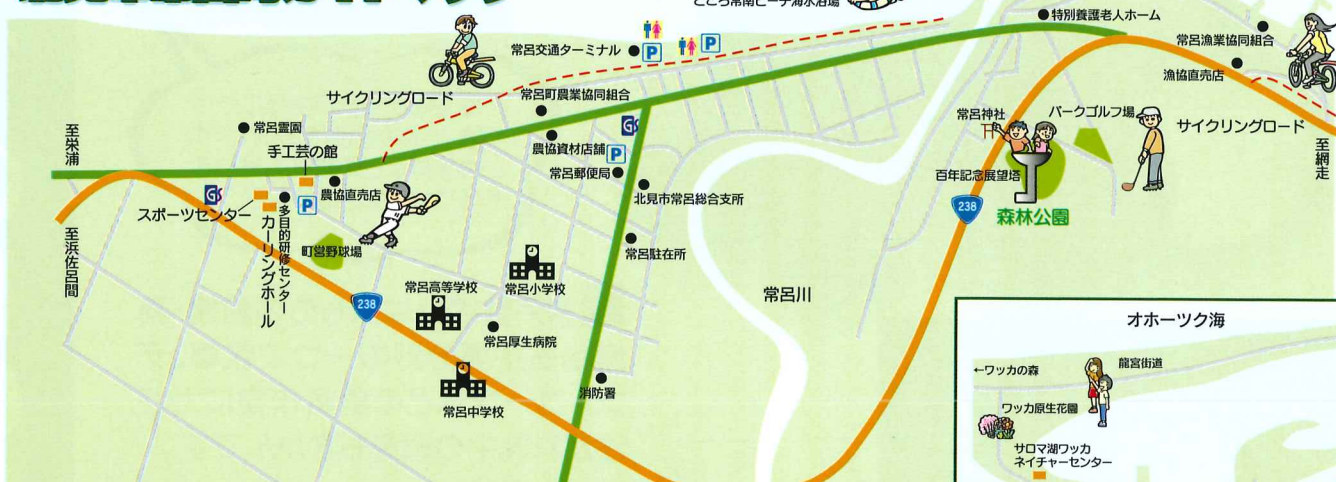 ところ常南ビーチ海水浴場
特別養護老人ホーム
常呂漁業協同組合
漁協直売店
常呂交通ターミナル
P
P
サイクリングロード
常呂町農業協同組合
常呂神社
パークゴルフ場
サイクリングロード
至栄浦
常呂霊園
手工芸の館
農協資材店舗
GS
P
常呂郵便局
至網走
百年記念展望塔
農協直売店
北見市常呂総合支所
GS
スポーツセンター
P
238
森林公園
多目的研修センター
カーリングホール
至浜佐呂間
町営野球場
常呂駐在所
常呂高等学校
常呂小学校
238
常呂川
常呂厚生病院
オホーツク海
消防署
常呂中学校
←ワッカの森
龍宮街道
ワッカ原生花園
サロマ湖ワッカ
ネイチャーセンター